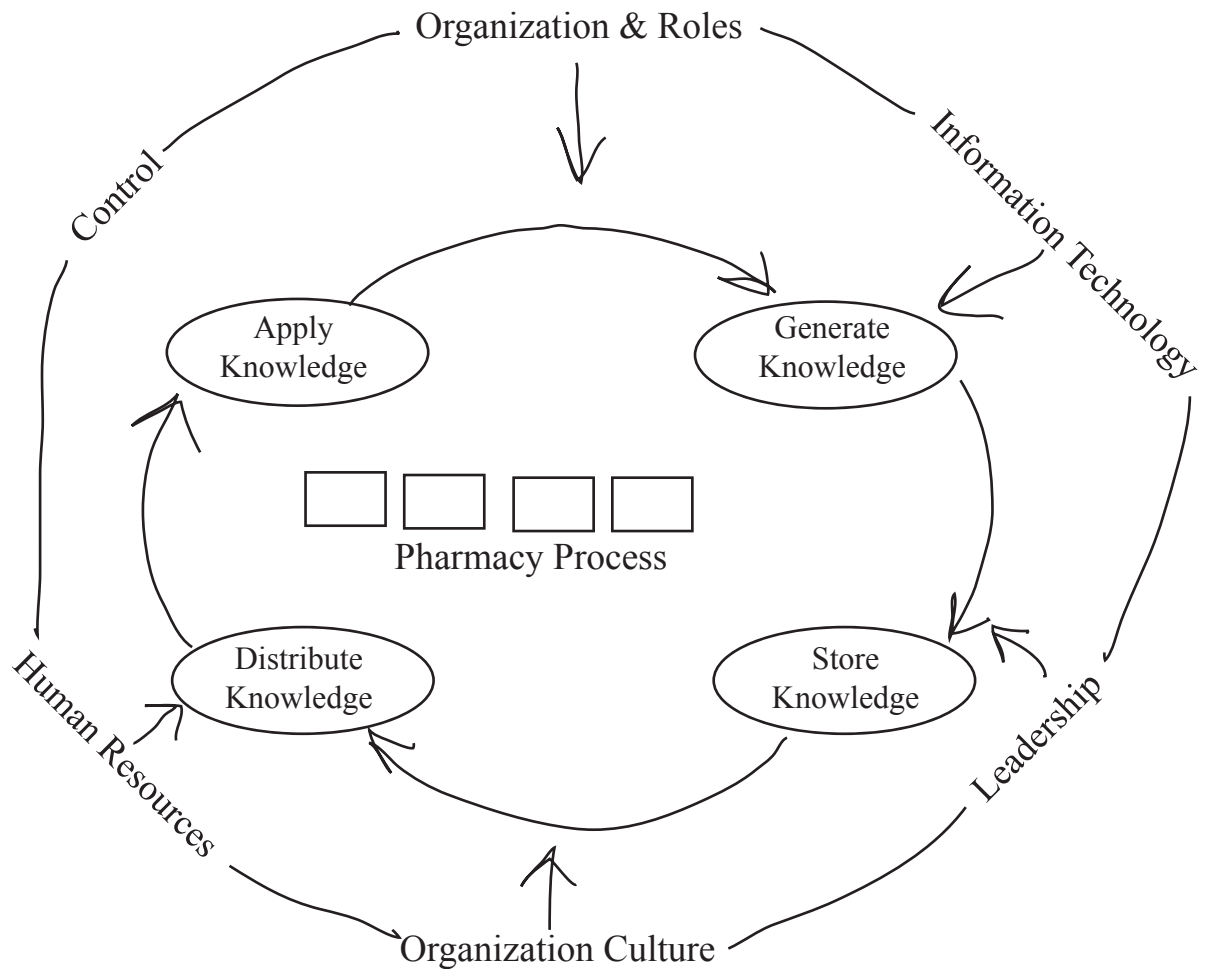 Organization & Roles
Control
Information Technology
Apply
Knowledge
Generate
Knowledge
Pharmacy Process
Distribute
Knowledge
Store
Knowledge
Human Resources
Leadership
Organization Culture